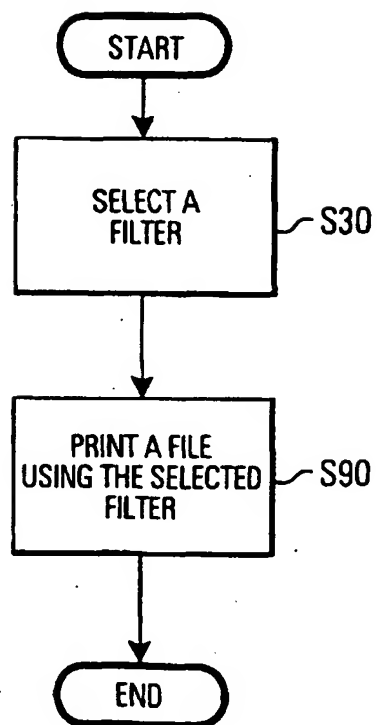 START
SELECT A
FILTER
S30
PRINT A FILE
USING THE SELECTED
FILTER
S90
END